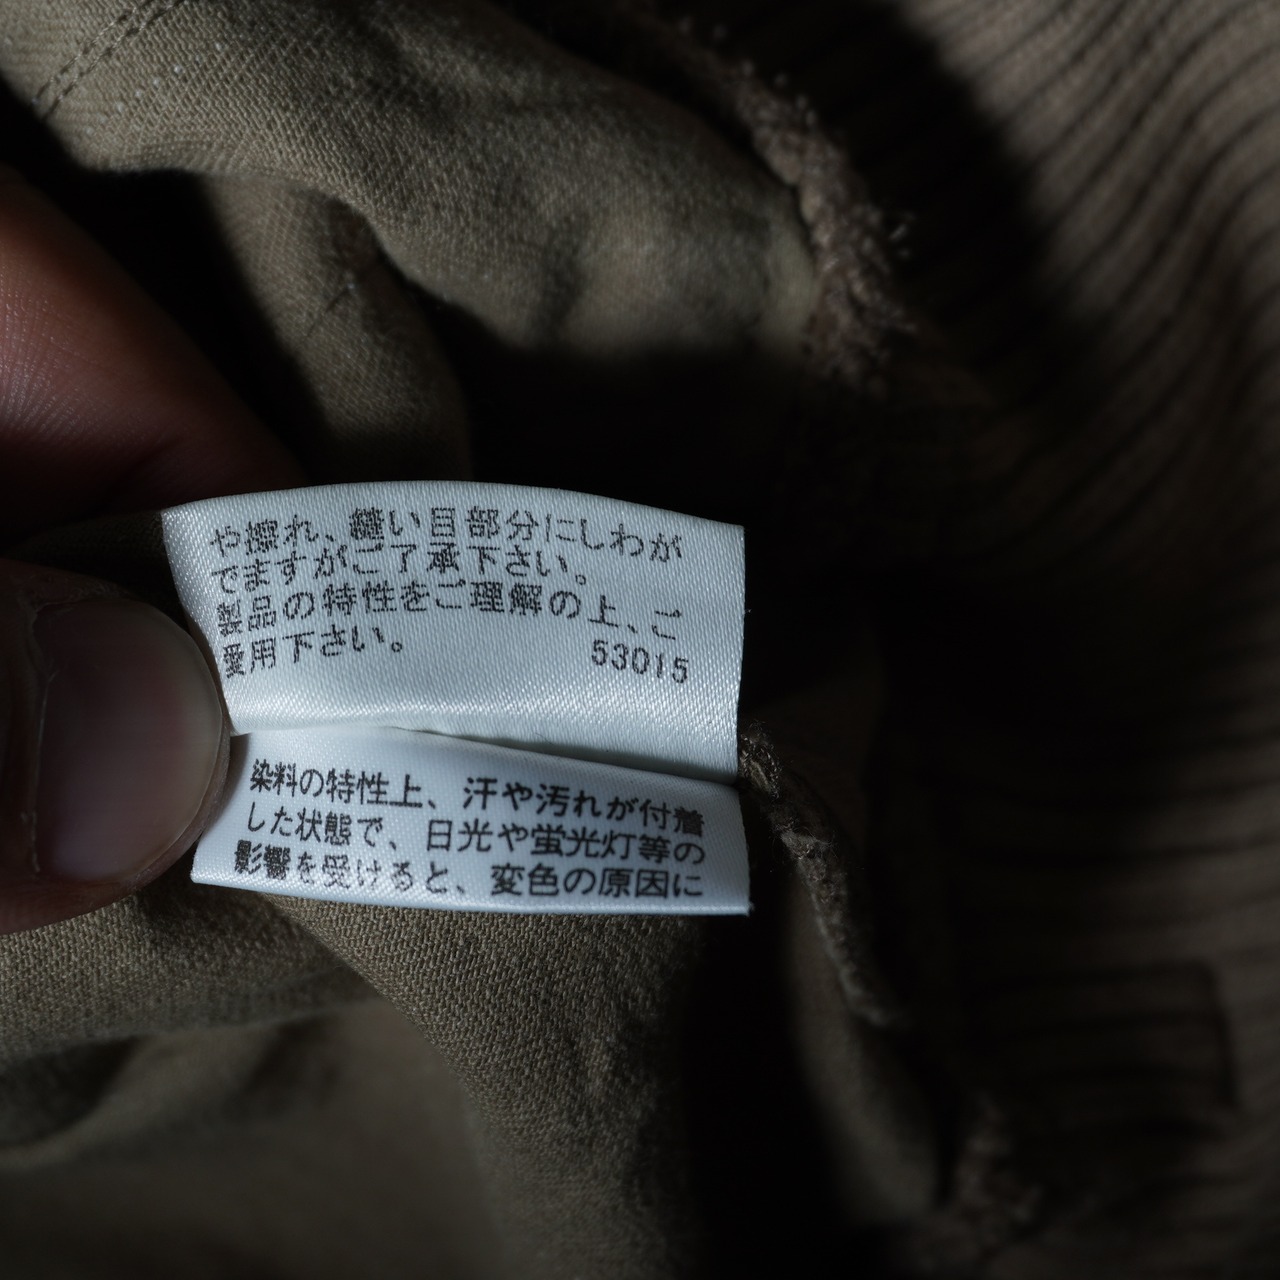 や擦れ、縫い目部分にしわが
でますがご了承下さい。
製品の特性をご理解の上、ご
愛用下さい。
53015
染料の特性上、汗や汚れが付着
した状態で、日光や蛍光灯等の
影響を受けると、変色の原因に